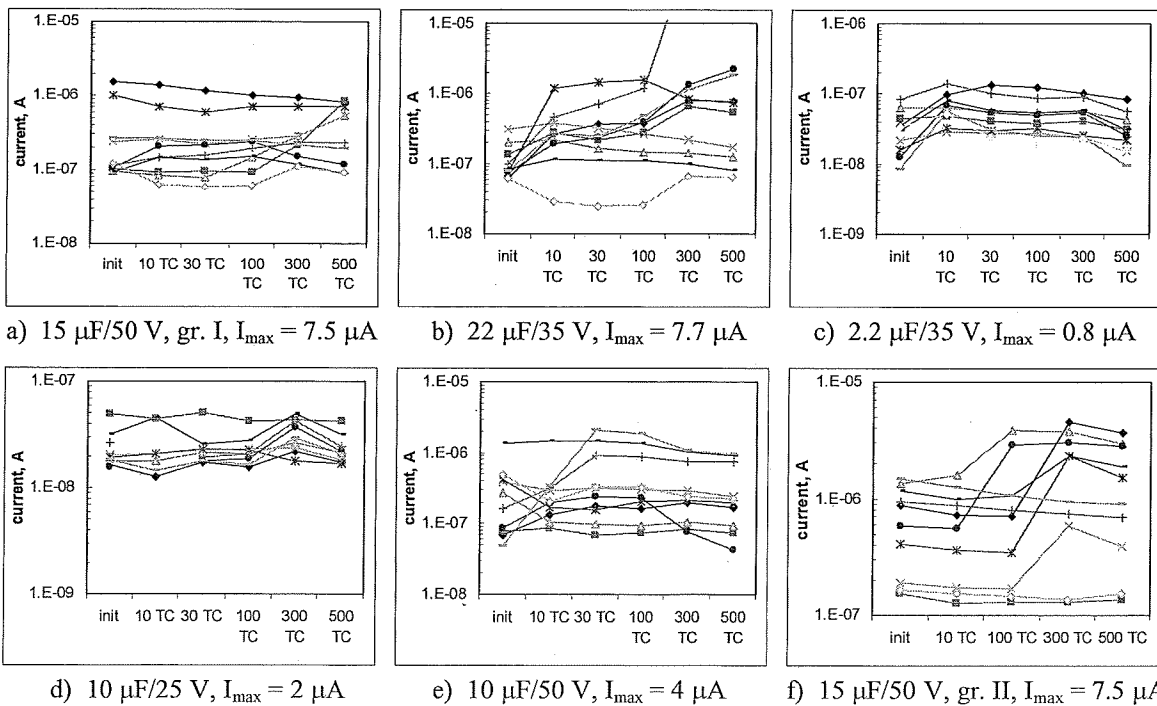 1.E-05
1.E-06
1.E-07
1.E-08
current, A
init 10 TC 30 TC 100 TC 300 TC 500 TC
a) 15 µF/50 V, gr. I, Imax = 7.5 µA
1.E-05
1.E-06
1.E-07
1.E-08
current, A
init 10 TC 30 TC 100 TC 300 TC 500 TC
b) 22 µF/35 V, Imax = 7.7 µA
1.E-06
1.E-07
1.E-08
1.E-09
current, A
init 10 TC 30 TC 100 TC 300 TC 500 TC
c) 2.2 µF/35 V, Imax = 0.8 µA
1.E-07
1.E-08
1.E-09
current, A
init 10 TC 30 TC 100 TC 300 TC 500 TC
d) 10 µF/25 V, Imax = 2 µA
1.E-05
1.E-06
1.E-07
1.E-08
current, A
init 10 TC 30 TC 100 TC 300 TC 500 TC
e) 10 µF/50 V, Imax = 4 µA
1.E-05
1.E-06
1.E-07
current, A
init 10 TC 100 TC 300 TC 500 TC
f) 15 µF/50 V, gr. II, Imax = 7.5 µA